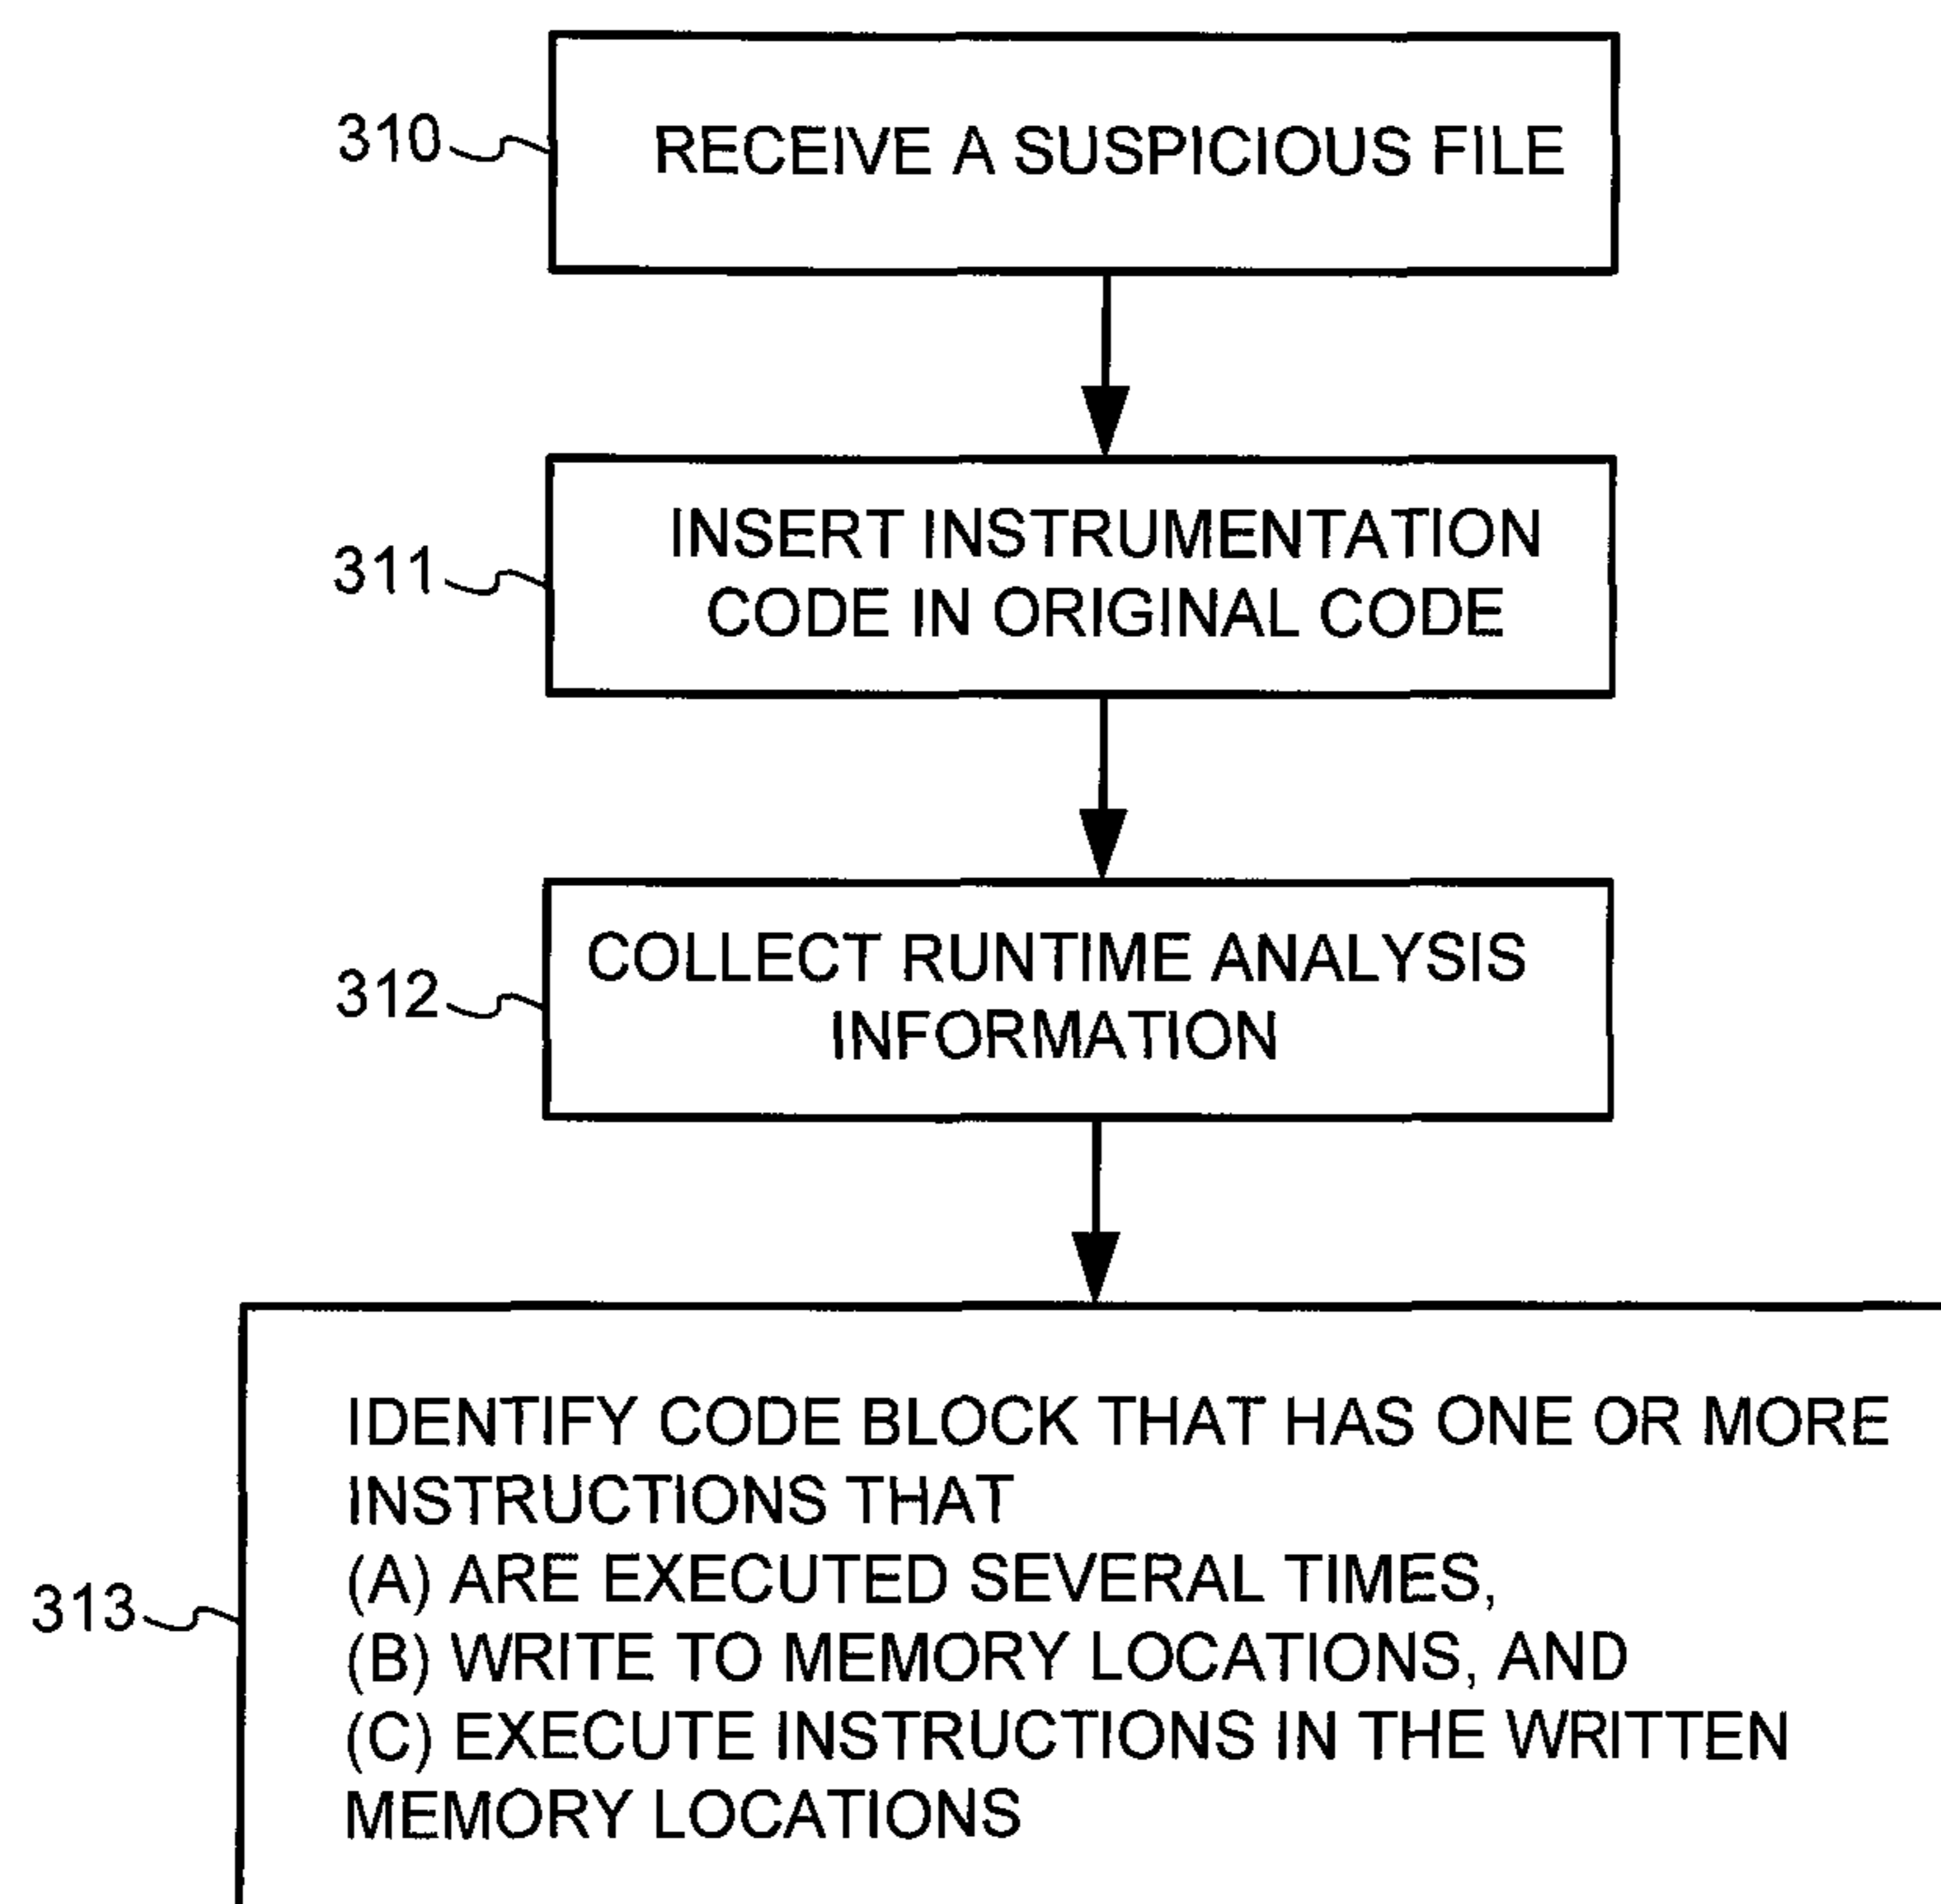 310
RECEIVE A SUSPICIOUS FILE
311
INSERT INSTRUMENTATION
CODE IN ORIGINAL CODE
312
COLLECT RUNTIME ANALYSIS
INFORMATION
313
IDENTIFY CODE BLOCK THAT HAS ONE OR MORE
INSTRUCTIONS THAT
(A) ARE EXECUTED SEVERAL TIMES,
(B) WRITE TO MEMORY LOCATIONS, AND
(C) EXECUTE INSTRUCTIONS IN THE WRITTEN
MEMORY LOCATIONS